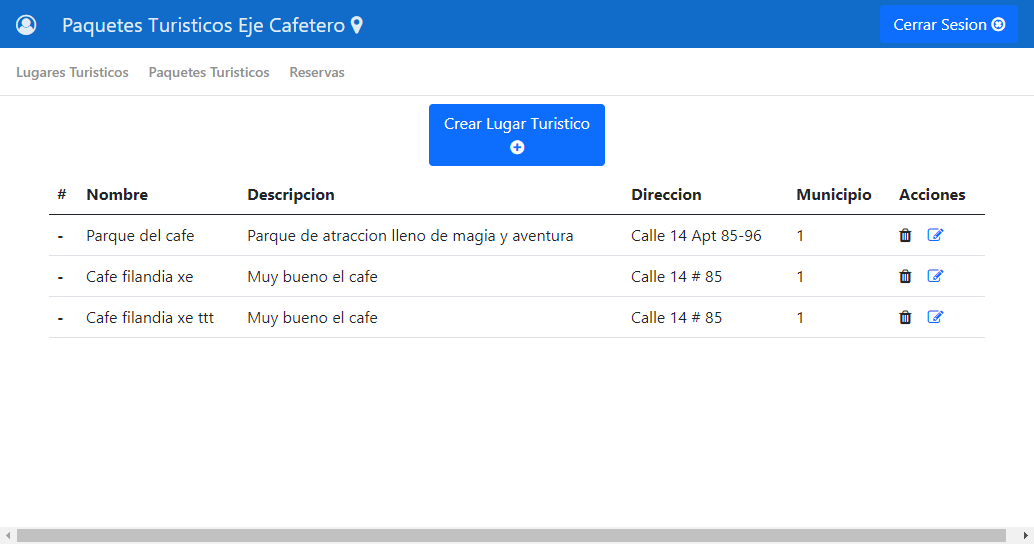 Paquetes Turisticos Eje Cafetero
Cerrar Sesion
Lugares Turisticos Paquetes Turisticos Reservas
Crear Lugar Turistico
# Nombre Descripcion Direccion Municipio Acciones
- Parque del cafe Parque de atraccion lleno de magia y aventura Calle 14 Apt 85-96 1
- Cafe filandia xe Muy bueno el cafe Calle 14 # 85 1
- Cafe filandia xe ttt Muy bueno el cafe Calle 14 # 85 1